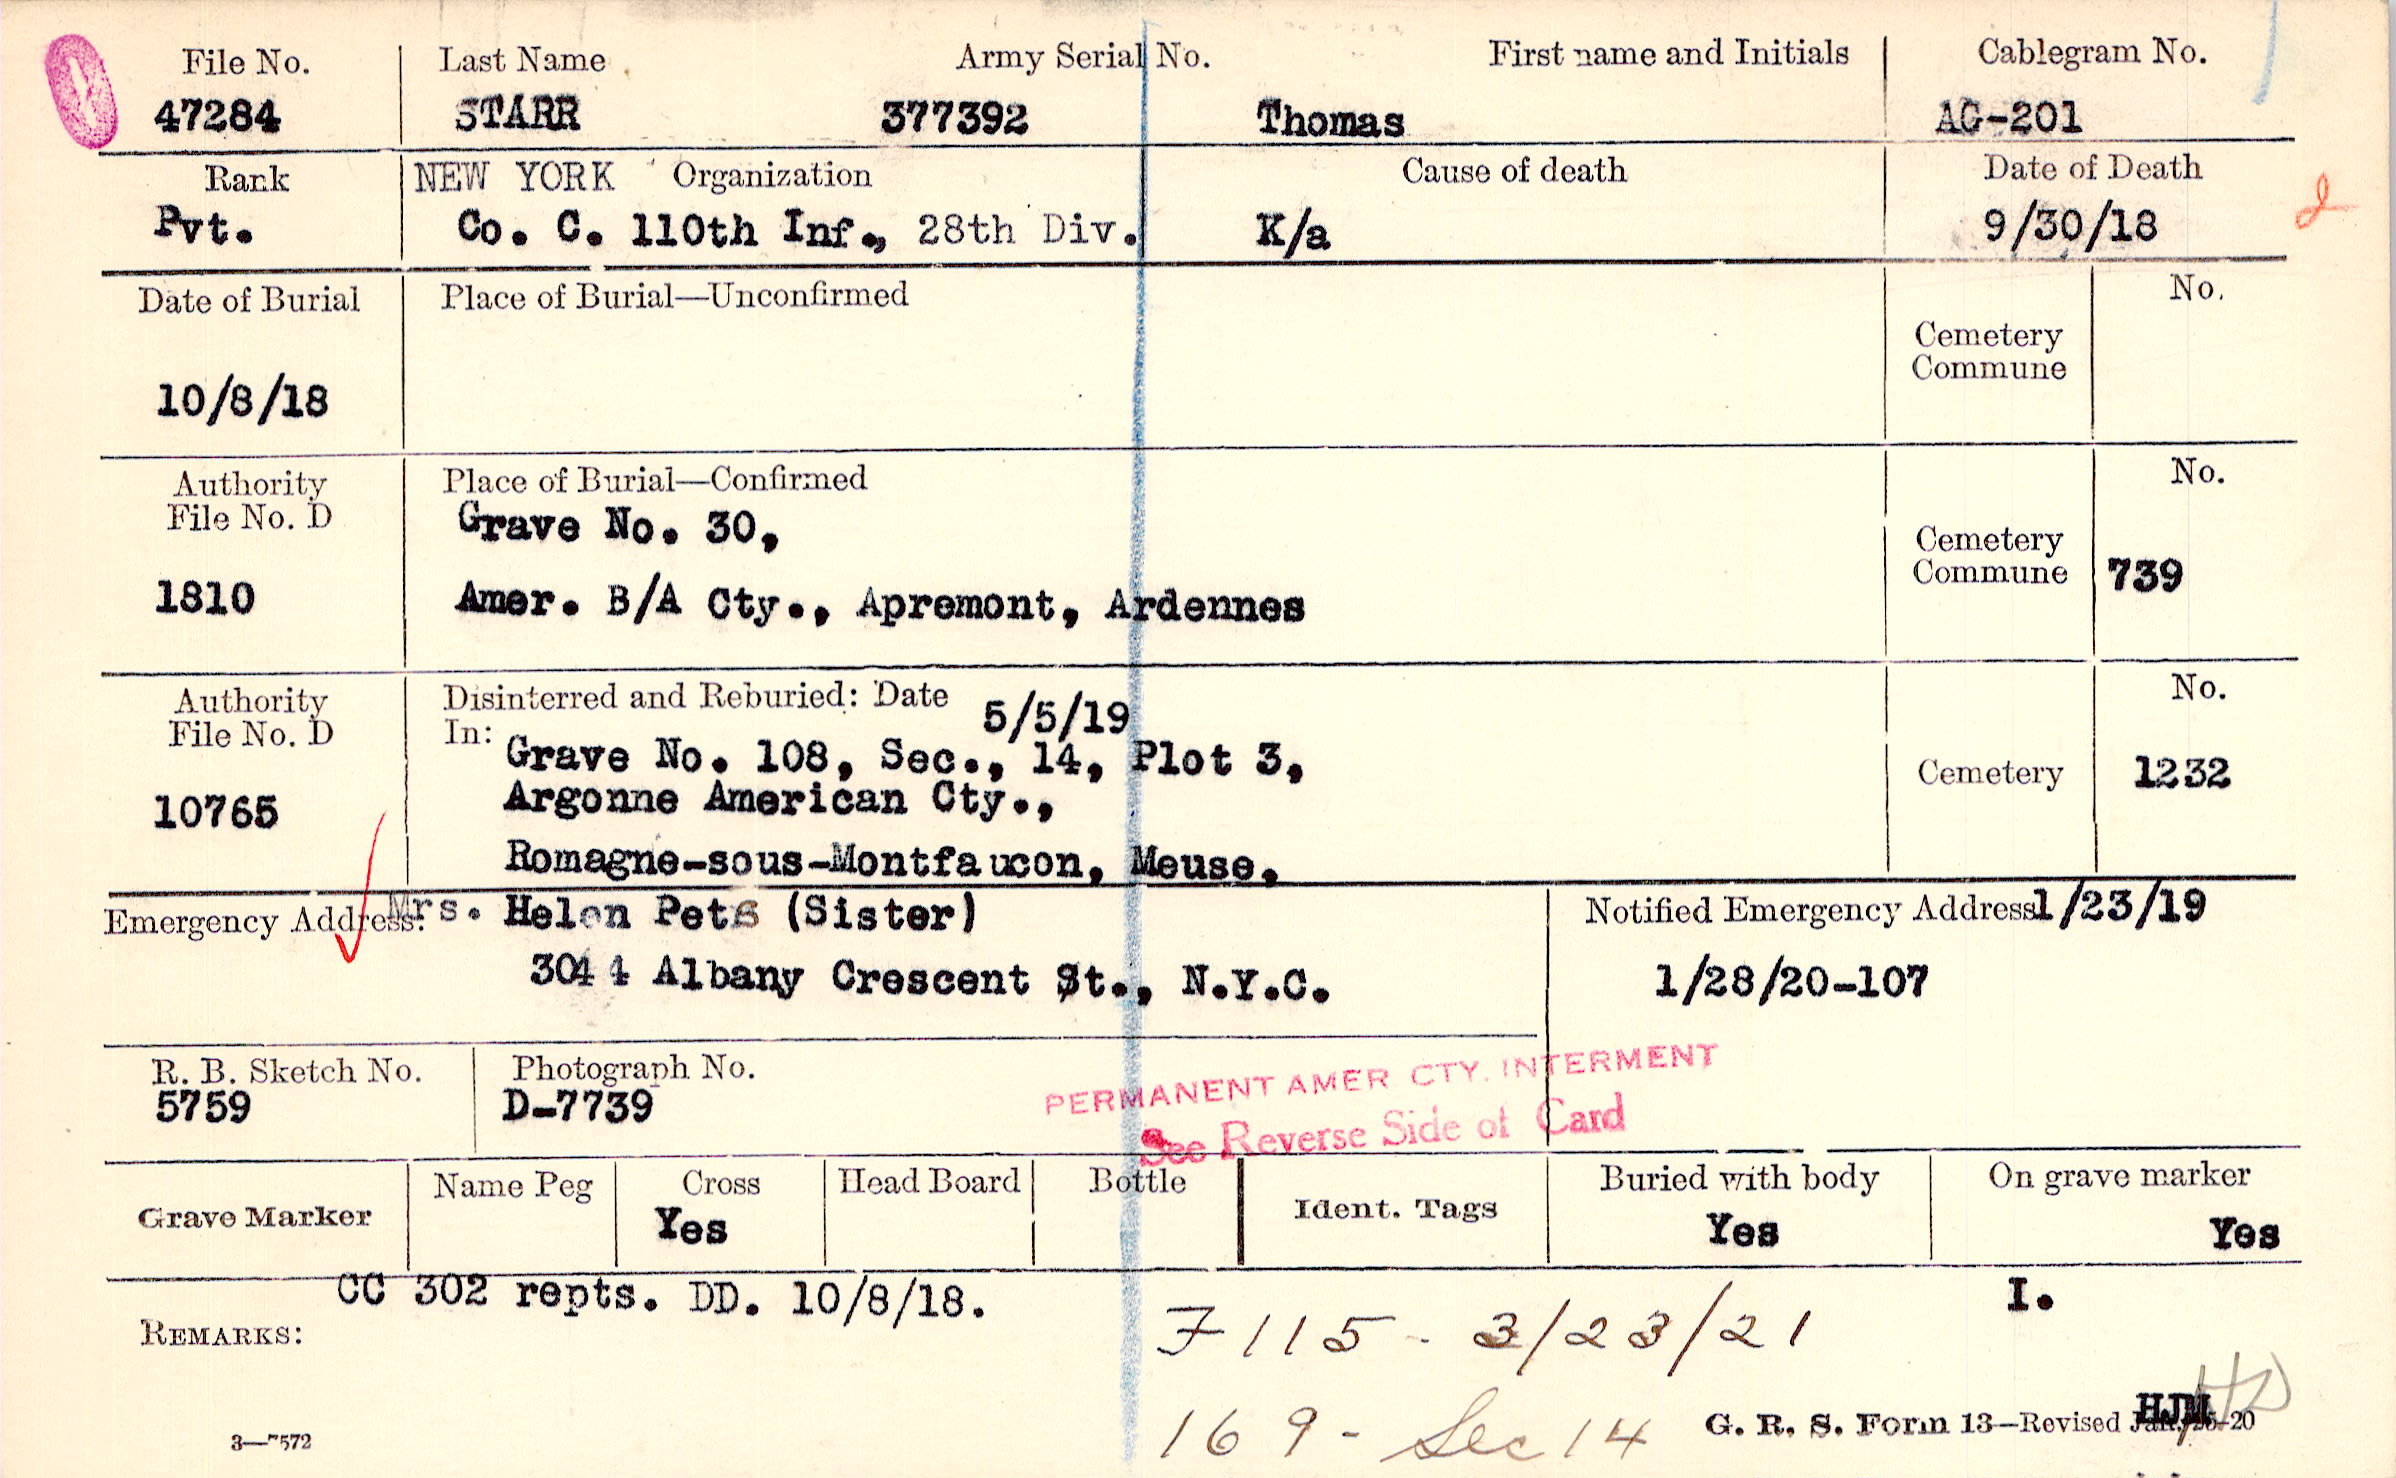 File No. Last Name Army Serial No. First name and Initials Cablegram No.
47284 STARR 377392 Thomas AG-201
Rank NEW YORK Organization Cause of death Date of Death
Pvt. Co. C. 110th Inf., 28th Div. K/a 9/30/18
Date of Burial Place of Burial—Unconfirmed No.
Cemetery
Commune
10/8/18
Authority Place of Burial—Confirmed No.
File No. D Grave No. 30,
Cemetery
Commune 739
1810 Amer. B/A Cty., Apremont, Ardennes
Authority Disinterred and Reburied: Date 5/5/19 No.
File No. D In: Grave No. 108, Sec., 14, Plot 3,
Cemetery 1232
10765 Argonne American Cty.,
Romagne-sous-Montfaucon, Meuse.
Emergency Address: Mrs. Helen Pets (Sister) Notified Emergency Address 1/23/19
3044 Albany Crescent St., N.Y.C. 1/28/20-107
R. B. Sketch No. Photograph No.
5759 D-7739
PERMANENT AMER CTY. INTERMENT
See Reverse Side of Card
Grave Marker Name Peg Cross Head Board Bottle Ident. Tags Buried with body On grave marker
Yes Yes Yes
CC 302 repts. DD. 10/8/18. I.
REMARKS: F 115 - 3/23/21
169 - Sec 14
3—7572 G. R. S. Form 13—Revised HJM -20